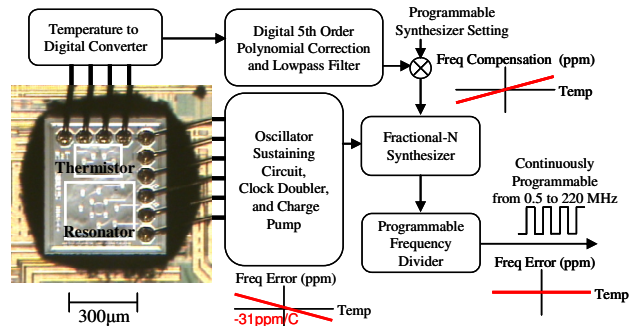 Temperature to
Digital Converter
Digital 5th Order
Polynomial Correction
and Lowpass Filter
Programmable
Synthesizer Setting
Freq Compensation (ppm)
Temp
Thermistor
Resonator
Oscillator
Sustaining
Circuit,
Clock Doubler,
and Charge
Pump
Fractional-N
Synthesizer
Continuously
Programmable
from 0.5 to 220 MHz
Programmable
Frequency
Divider
Freq Error (ppm)
Temp
Freq Error (ppm)
Temp
-31ppm/C
300µm